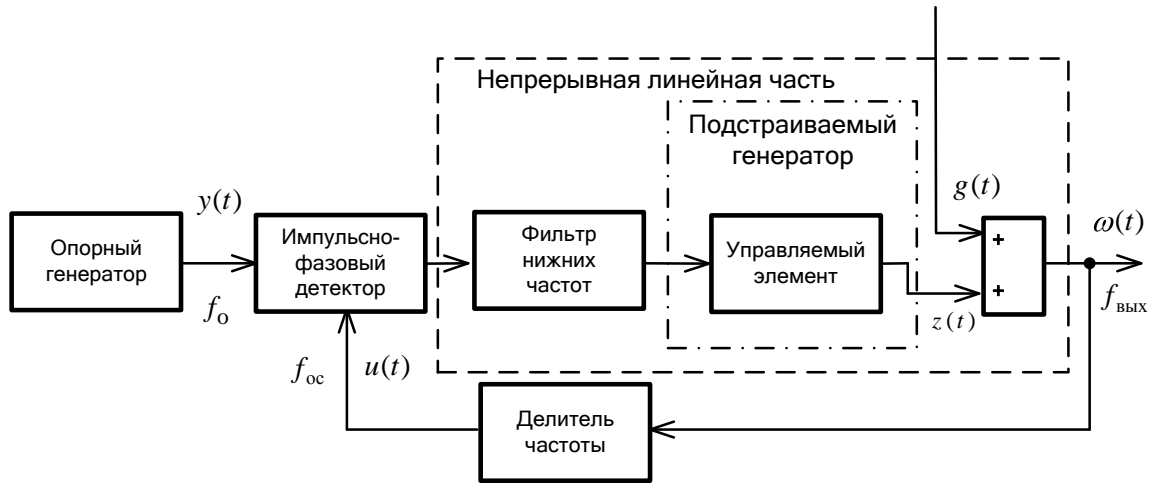 Непрерывная линейная часть
Подстраиваемый
генератор
g(t)
y(t)
ω(t)
Опорный
генератор
Импульсно-
фазовый
детектор
Фильтр
нижних
частот
Управляемый
элемент
+
+
f₀
z(t)
fвых
fос
u(t)
Делитель
частоты